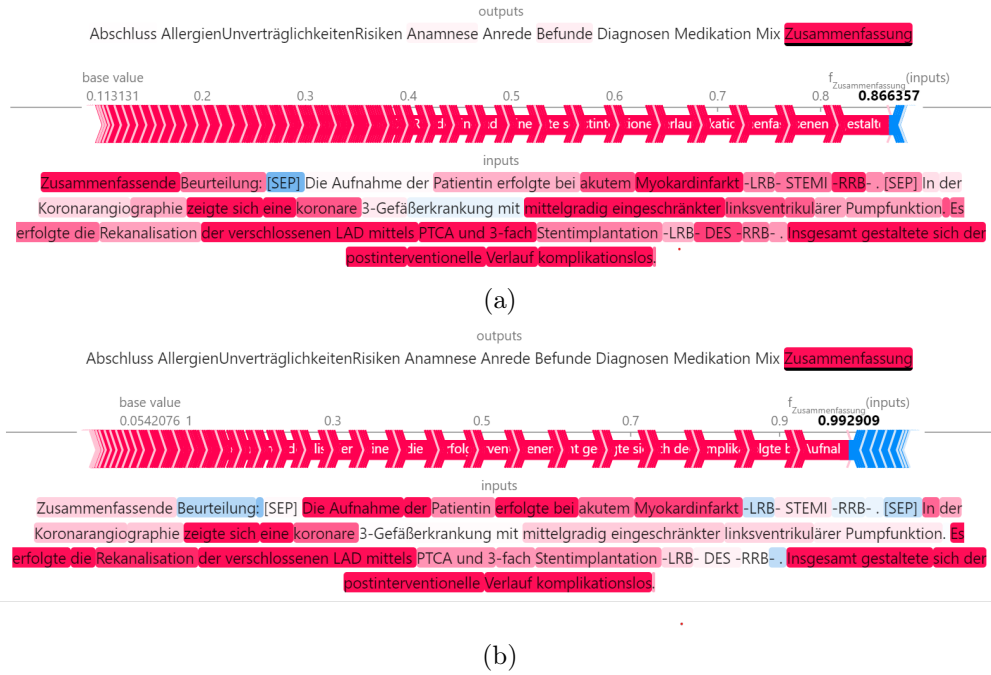 outputs
Abschluss AllergienUnverträglichkeitenRisiken Anamnese Anrede Befunde Diagnosen Medikation Mix Zusammenfassung
base value
f Zusammenfassung (inputs)
0.113131 0.2 0.3 0.4 0.5 0.6 0.7 0.8 0.866357
inputs
Zusammenfassende Beurteilung: [SEP] Die Aufnahme der Patientin erfolgte bei akutem Myokardinfarkt -LRB- STEMI -RRB- . [SEP] In der
Koronarangiographie zeigte sich eine koronare 3-Gefäßerkrankung mit mittelgradig eingeschränkter linksventrikulärer Pumpfunktion. Es
erfolgte die Rekanalisation der verschlossenen LAD mittels PTCA und 3-fach Stentimplantation -LRB- DES -RRB- . Insgesamt gestaltete sich der
postinterventionelle Verlauf komplikationslos.
(a)
outputs
Abschluss AllergienUnverträglichkeitenRisiken Anamnese Anrede Befunde Diagnosen Medikation Mix Zusammenfassung
base value
f Zusammenfassung (inputs)
0.0542076 1 0.3 0.5 0.7 0.9 0.992909
inputs
Zusammenfassende Beurteilung: [SEP] Die Aufnahme der Patientin erfolgte bei akutem Myokardinfarkt -LRB- STEMI -RRB- . [SEP] In der
Koronarangiographie zeigte sich eine koronare 3-Gefäßerkrankung mit mittelgradig eingeschränkter linksventrikulärer Pumpfunktion. Es
erfolgte die Rekanalisation der verschlossenen LAD mittels PTCA und 3-fach Stentimplantation -LRB- DES -RRB- . Insgesamt gestaltete sich der
postinterventionelle Verlauf komplikationslos.
(b)